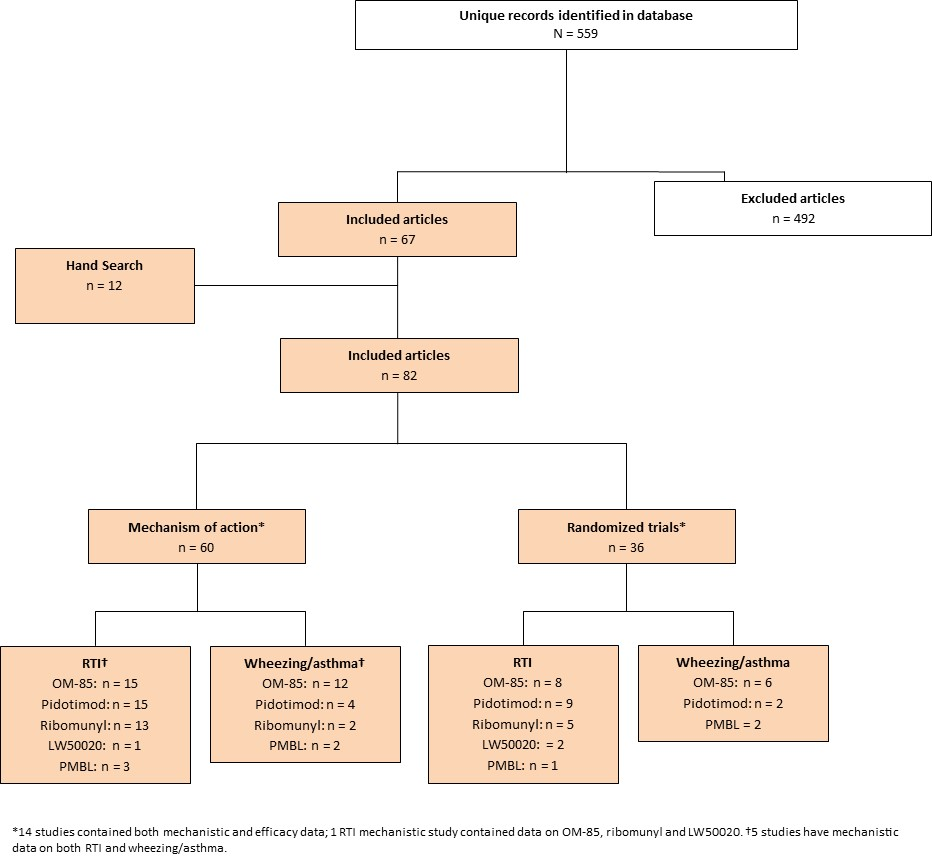 Unique records identified in database
N = 559
Excluded articles
n = 492
Included articles
n = 67
Hand Search
n = 12
Included articles
n = 82
Mechanism of action*
n = 60
Randomized trials*
n = 36
RTI†
OM-85: n = 15
Pidotimod: n = 15
Ribomunyl: n = 13
LW50020: n = 1
PMBL: n = 3
Wheezing/asthma†
OM-85: n = 12
Pidotimod: n = 4
Ribomunyl: n = 2
PMBL: n = 2
RTI
OM-85: n = 8
Pidotimod: n = 9
Ribomunyl: n = 5
LW50020: = 2
PMBL: n = 1
Wheezing/asthma
OM-85: n = 6
Pidotimod: n = 2
PMBL = 2
*14 studies contained both mechanistic and efficacy data; 1 RTI mechanistic study contained data on OM-85, ribomunyl and LW50020. †5 studies have mechanistic
data on both RTI and wheezing/asthma.